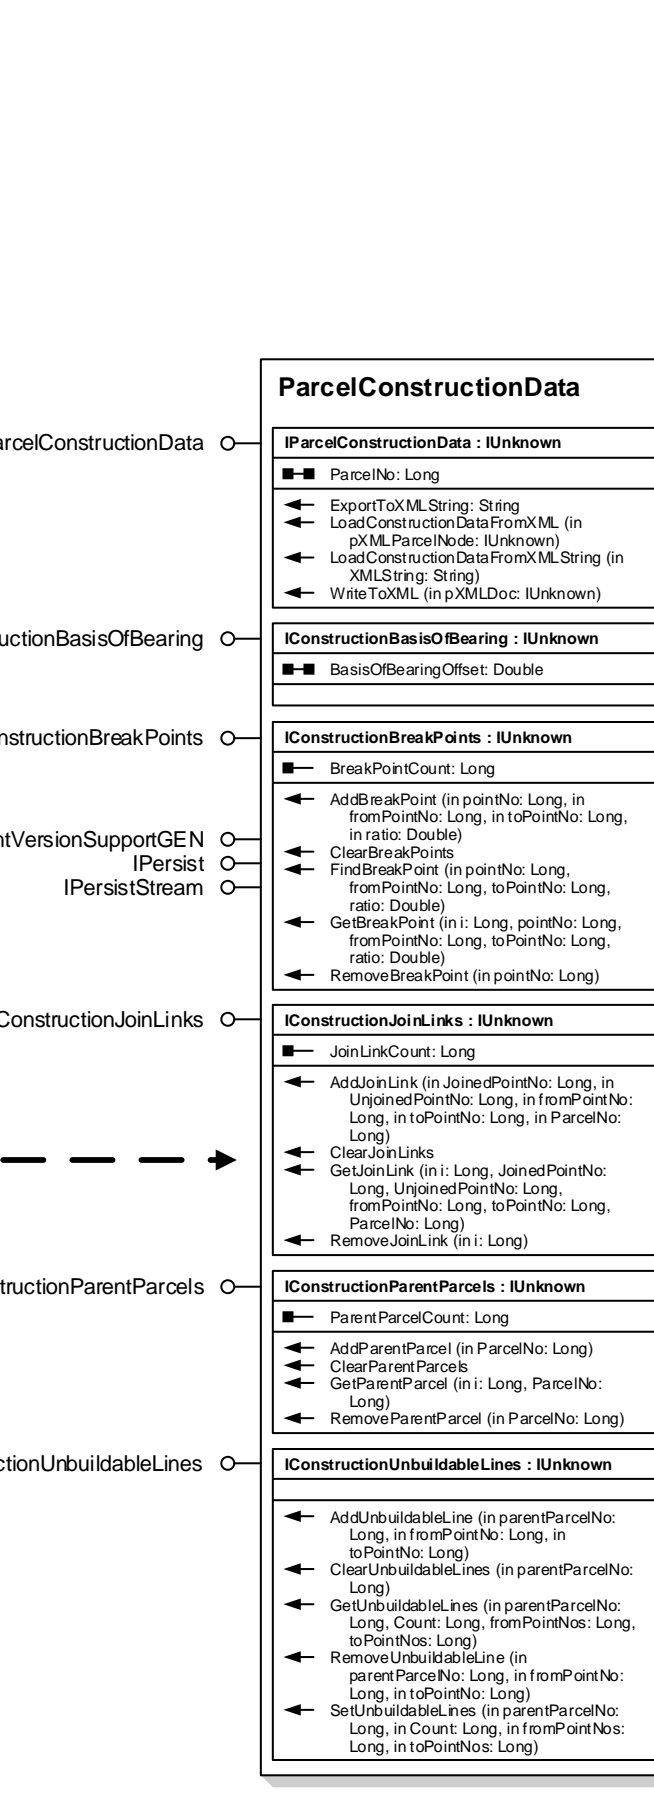 ParcelConstructionData
arcelConstructionData
IParcelConstructionData : IUnknown
ParcelNo: Long
ExportToXMLString: String
LoadConstructionDataFromXML (in
pXMLParcelNode: IUnknown)
LoadConstructionDataFromXMLString (in
XMLString: String)
WriteToXML (in pXMLDoc: IUnknown)
uctionBasisOfBearing
IConstructionBasisOfBearing : IUnknown
BasisOfBearingOffset: Double
nstructionBreakPoints
IConstructionBreakPoints : IUnknown
BreakPointCount: Long
AddBreakPoint (in pointNo: Long, in
fromPointNo: Long, in toPointNo: Long,
in ratio: Double)
ClearBreakPoints
FindBreakPoint (in pointNo: Long,
fromPointNo: Long, toPointNo: Long,
ratio: Double)
GetBreakPoint (in i: Long, pointNo: Long,
fromPointNo: Long, toPointNo: Long,
ratio: Double)
RemoveBreakPoint (in pointNo: Long)
ntVersionSupportGEN
IPersist
IPersistStream
ConstructionJoinLinks
IConstructionJoinLinks : IUnknown
JoinLinkCount: Long
AddJoinLink (in JoinedPointNo: Long, in
UnjoinedPointNo: Long, in fromPointNo:
Long, in toPointNo: Long, in ParcelNo:
Long)
ClearJoinLinks
GetJoinLink (in i: Long, JoinedPointNo:
Long, UnjoinedPointNo: Long,
fromPointNo: Long, toPointNo: Long,
ParcelNo: Long)
RemoveJoinLink (in i: Long)
tructionParentParcels
IConstructionParentParcels : IUnknown
ParentParcelCount: Long
AddParentParcel (in ParcelNo: Long)
ClearParentParcels
GetParentParcel (in i: Long, ParcelNo:
Long)
RemoveParentParcel (in ParcelNo: Long)
ctionUnbuildableLines
IConstructionUnbuildableLines : IUnknown
AddUnbuildableLine (in parentParcelNo:
Long, in fromPointNo: Long, in
toPointNo: Long)
ClearUnbuildableLines (in parentParcelNo:
Long)
GetUnbuildableLines (in parentParcelNo:
Long, Count: Long, fromPointNos: Long,
toPointNos: Long)
RemoveUnbuildableLine (in
parentParcelNo: Long, in fromPointNo:
Long, in toPointNo: Long)
SetUnbuildableLines (in parentParcelNo:
Long, in Count: Long, in fromPointNos:
Long, in toPointNos: Long)